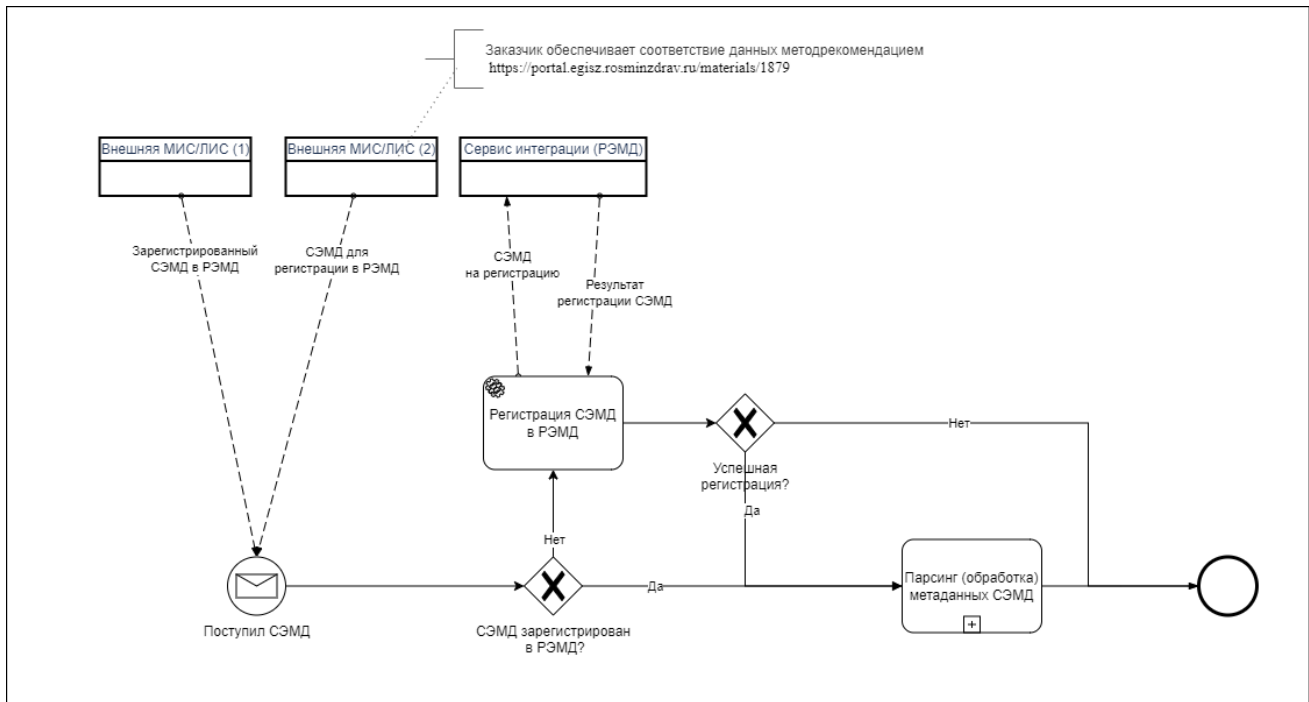 Заказчик обеспечивает соответствие данных методрекомендацием
https://portal.egisz.rosminzdrav.ru/materials/1879
Внешняя МИС/ЛИС (1)
Внешняя МИС/ЛИС (2)
Сервис интеграции (РЭМД)
Зарегистрированный
СЭМД в РЭМД
СЭМД для
регистрации в РЭМД
СЭМД
на регистрацию
Результат
регистрации СЭМД
Регистрация СЭМД
в РЭМД
Нет
Успешная
регистрация?
Да
Нет
Да
Парсинг (обработка)
метаданных СЭМД
Поступил СЭМД
СЭМД зарегистрирован
в РЭМД?